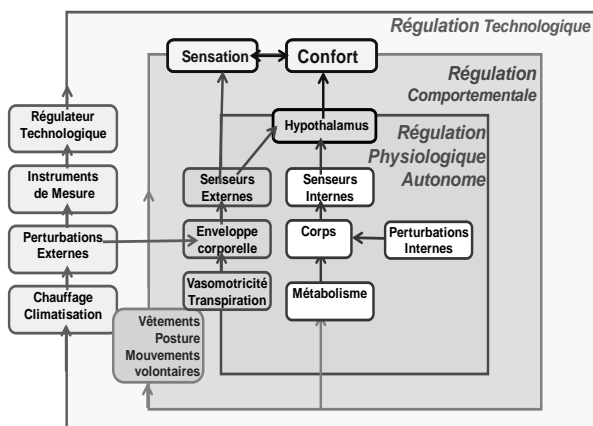 Régulation Technologique
Sensation
Confort
Régulation
Comportementale
Régulateur
Technologique
Hypothalamus
Régulation
Physiologique
Autonome
Instruments
de Mesure
Senseurs
Externes
Senseurs
Internes
Perturbations
Externes
Enveloppe
corporelle
Corps
Perturbations
Internes
Chauffage
Climatisation
Vasomotricité
Transpiration
Métabolisme
Vêtements
Posture
Mouvements
volontaires